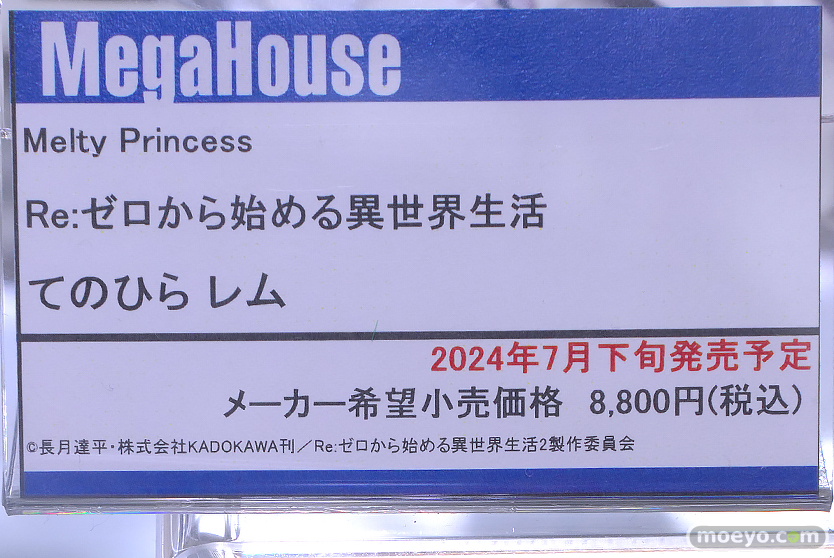 MegaHouse
Melty Princess
Re:ゼロから始める異世界生活
てのひら レム
2024年7月下旬発売予定
メーカー希望小売価格 8,800円(税込)
©長月達平・株式会社KADOKAWA刊／Re:ゼロから始める異世界生活2製作委員会
moeyo.com